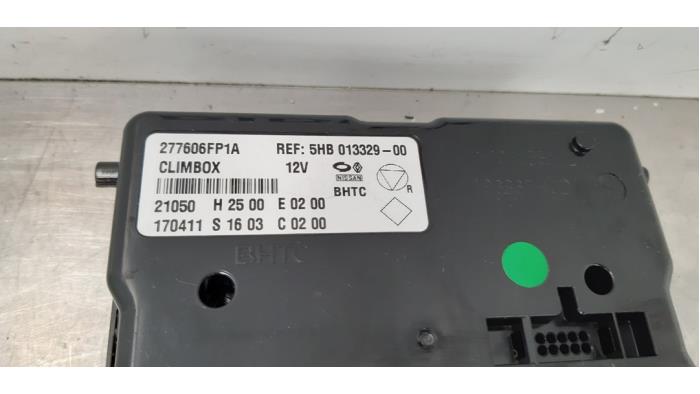 277606FP1A REF: 5HB 013329-00
CLIMBOX 12V NISSAN BHTC R
21050 H 25 00 E 02 00
170411 S 16 03 C 02 00
BHTC